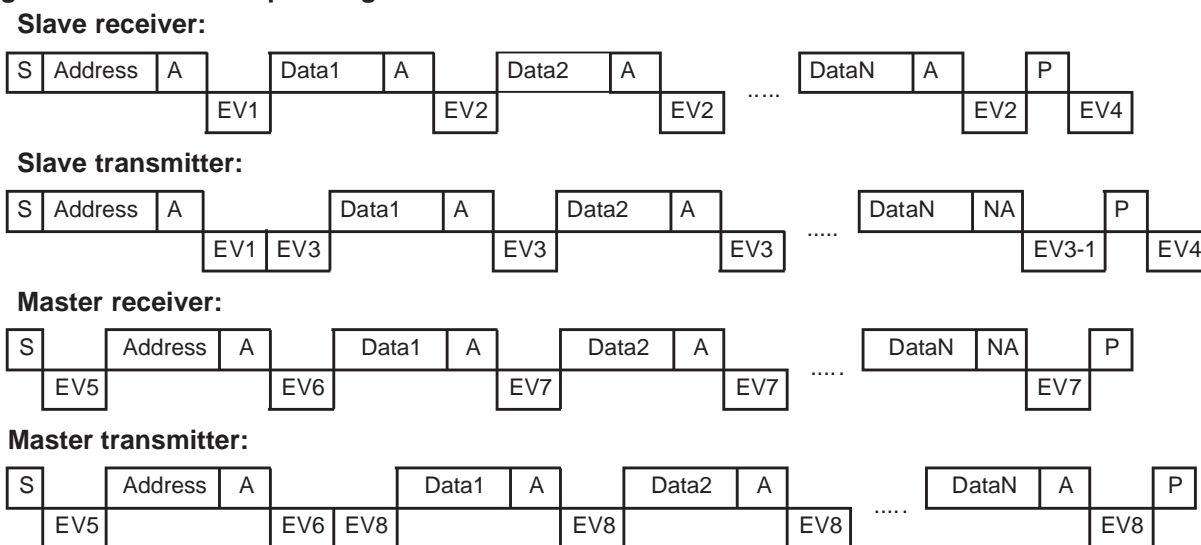 Slave receiver:
S Address A Data1 A Data2 A ..... DataN A P
EV1 EV2 EV2 EV2 EV4
Slave transmitter:
S Address A Data1 A Data2 A ..... DataN NA P
EV1 EV3 EV3 EV3 EV3-1 EV4
Master receiver:
S Address A Data1 A Data2 A ..... DataN NA P
EV5 EV6 EV7 EV7 EV7
Master transmitter:
S Address A Data1 A Data2 A ..... DataN A P
EV5 EV6 EV8 EV8 EV8 EV8